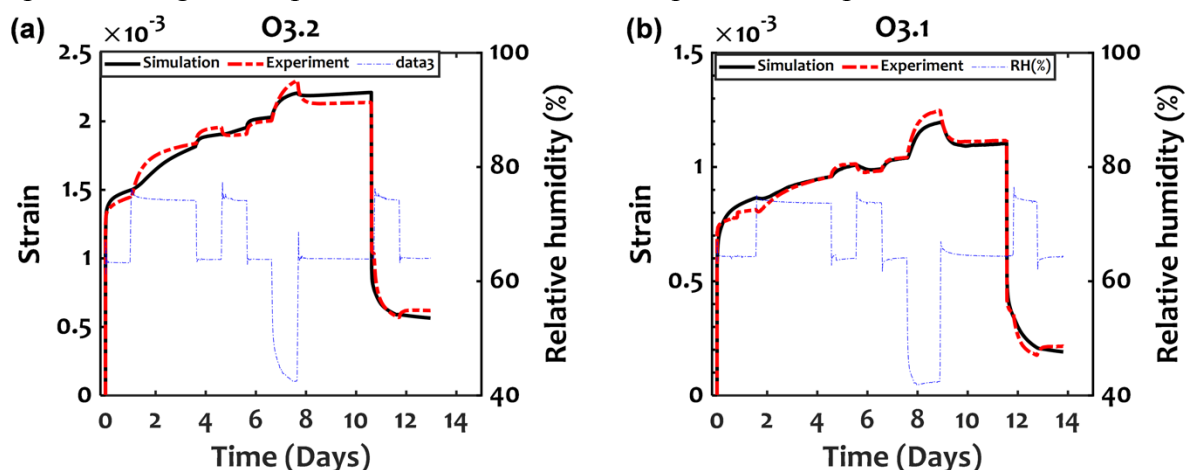 (a)
×10⁻³
O3.2
Simulation Experiment data3
2.5
2
1.5
1
0.5
0
Strain
100
80
60
40
Relative humidity (%)
0 2 4 6 8 10 12 14
Time (Days)
(b)
×10⁻³
O3.1
Simulation Experiment RH(%)
1.5
1
0.5
0
Strain
100
80
60
40
Relative humidity (%)
0 2 4 6 8 10 12 14
Time (Days)